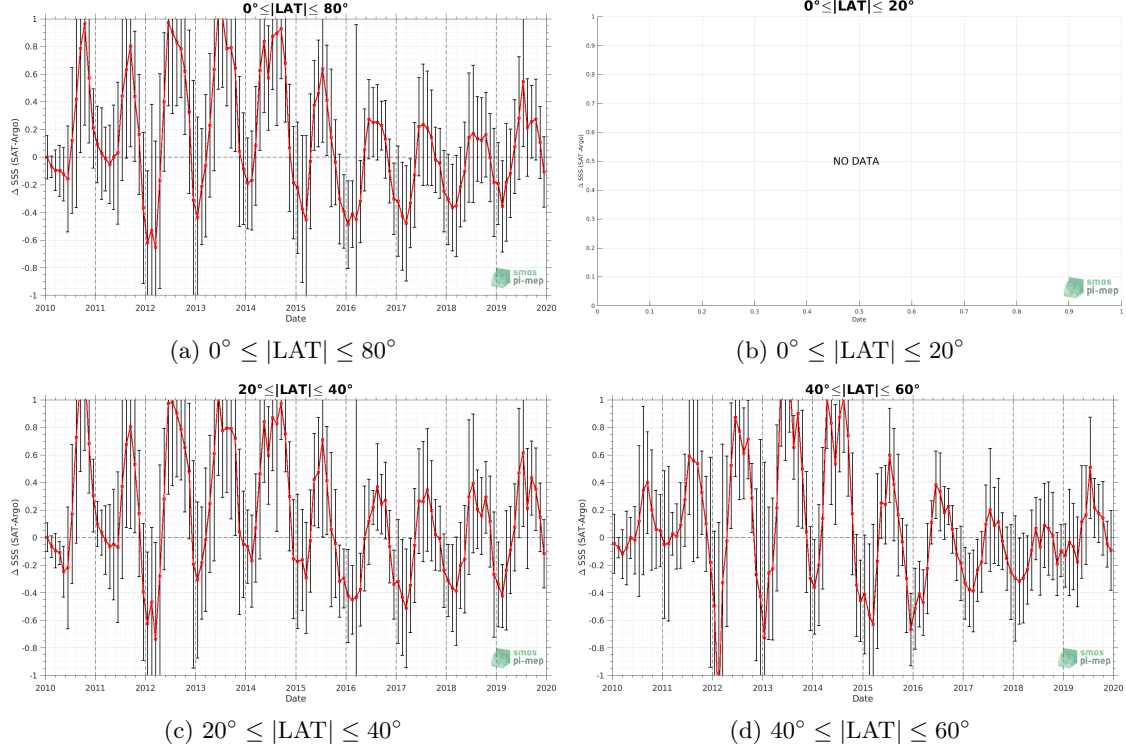 0°≤|LAT|≤ 80°
Δ SSS (SAT-Argo)
1
0.8
0.6
0.4
0.2
0
-0.2
-0.4
-0.6
-0.8
-1
2010 2011 2012 2013 2014 2015 2016 2017 2018 2019 2020
Date
smos
pi-mep
(a) 0° ≤ |LAT| ≤ 80°
0°≤|LAT|≤ 20°
Δ SSS (SAT-Argo)
1
0.9
0.8
0.7
0.6
0.5
0.4
0.3
0.2
0.1
0
NO DATA
0 0.1 0.2 0.3 0.4 0.5 0.6 0.7 0.8 0.9 1
Date
smos
pi-mep
(b) 0° ≤ |LAT| ≤ 20°
20°≤|LAT|≤ 40°
Δ SSS (SAT-Argo)
1
0.8
0.6
0.4
0.2
0
-0.2
-0.4
-0.6
-0.8
-1
2010 2011 2012 2013 2014 2015 2016 2017 2018 2019 2020
Date
smos
pi-mep
(c) 20° ≤ |LAT| ≤ 40°
40°≤|LAT|≤ 60°
Δ SSS (SAT-Argo)
1
0.8
0.6
0.4
0.2
0
-0.2
-0.4
-0.6
-0.8
-1
2010 2011 2012 2013 2014 2015 2016 2017 2018 2019 2020
Date
smos
pi-mep
(d) 40° ≤ |LAT| ≤ 60°